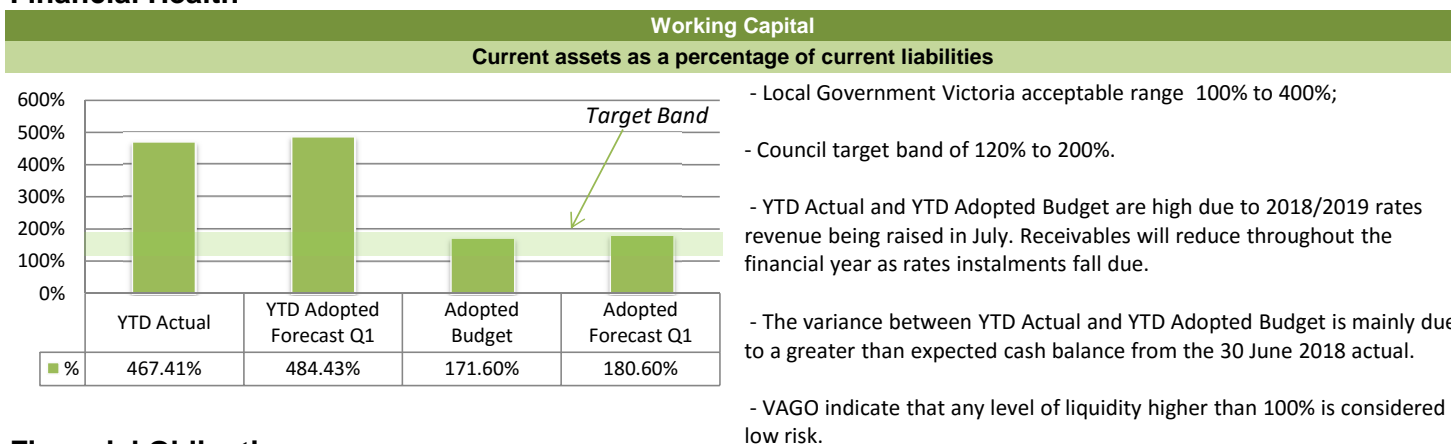 Working Capital
Current assets as a percentage of current liabilities
600%
500%
400%
300%
200%
100%
0%
Target Band
YTD Actual
YTD Adopted
Forecast Q1
Adopted
Budget
Adopted
Forecast Q1
%
467.41%
484.43%
171.60%
180.60%
- Local Government Victoria acceptable range 100% to 400%;
- Council target band of 120% to 200%.
- YTD Actual and YTD Adopted Budget are high due to 2018/2019 rates
revenue being raised in July. Receivables will reduce throughout the
financial year as rates instalments fall due.
- The variance between YTD Actual and YTD Adopted Budget is mainly due
to a greater than expected cash balance from the 30 June 2018 actual.
- VAGO indicate that any level of liquidity higher than 100% is considered
low risk.